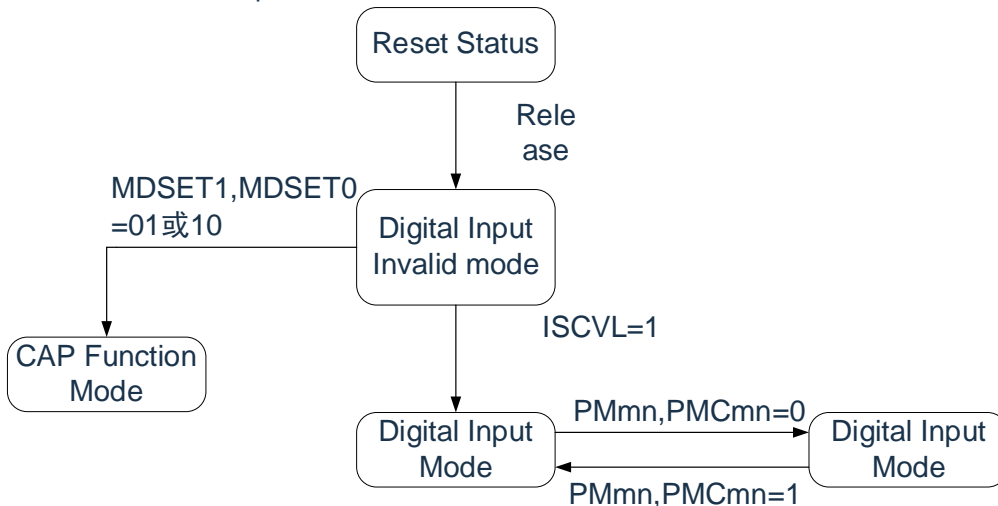 Reset Status
Rele
ase
MDSET1,MDSET0
=01或10
Digital Input
Invalid mode
ISCVL=1
CAP Function
Mode
Digital Input
Mode
PMmn,PMCmn=0
Digital Input
Mode
PMmn,PMCmn=1